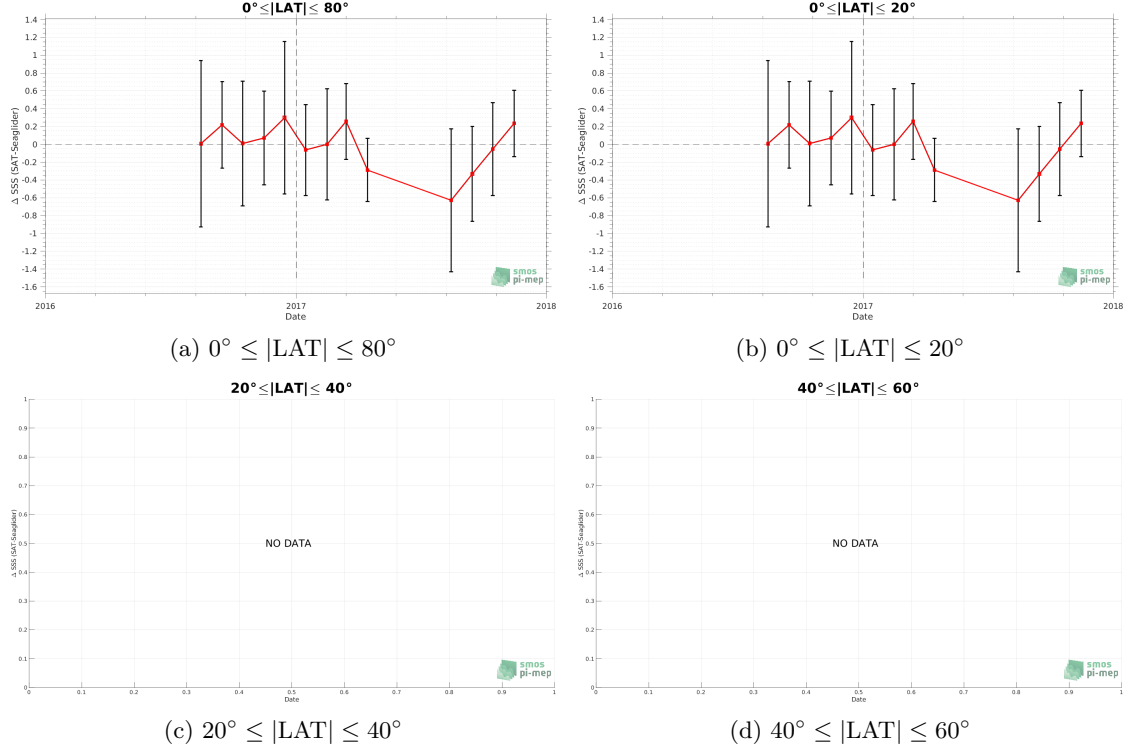 0°≤|LAT|≤ 80°
1.4
1.2
1
0.8
0.6
0.4
0.2
0
-0.2
-0.4
-0.6
-0.8
-1
-1.2
-1.4
-1.6
Δ SSS (SAT-Seaglider)
smos
pi-mep
2016
2017
2018
Date
(a) 0° ≤ |LAT| ≤ 80°
0°≤|LAT|≤ 20°
1.4
1.2
1
0.8
0.6
0.4
0.2
0
-0.2
-0.4
-0.6
-0.8
-1
-1.2
-1.4
-1.6
Δ SSS (SAT-Seaglider)
smos
pi-mep
2016
2017
2018
Date
(b) 0° ≤ |LAT| ≤ 20°
20°≤|LAT|≤ 40°
1
0.9
0.8
0.7
0.6
0.5
0.4
0.3
0.2
0.1
0
Δ SSS (SAT-Seaglider)
NO DATA
smos
pi-mep
0 0.1 0.2 0.3 0.4 0.5 0.6 0.7 0.8 0.9 1
Date
(c) 20° ≤ |LAT| ≤ 40°
40°≤|LAT|≤ 60°
1
0.9
0.8
0.7
0.6
0.5
0.4
0.3
0.2
0.1
0
Δ SSS (SAT-Seaglider)
NO DATA
smos
pi-mep
0 0.1 0.2 0.3 0.4 0.5 0.6 0.7 0.8 0.9 1
Date
(d) 40° ≤ |LAT| ≤ 60°